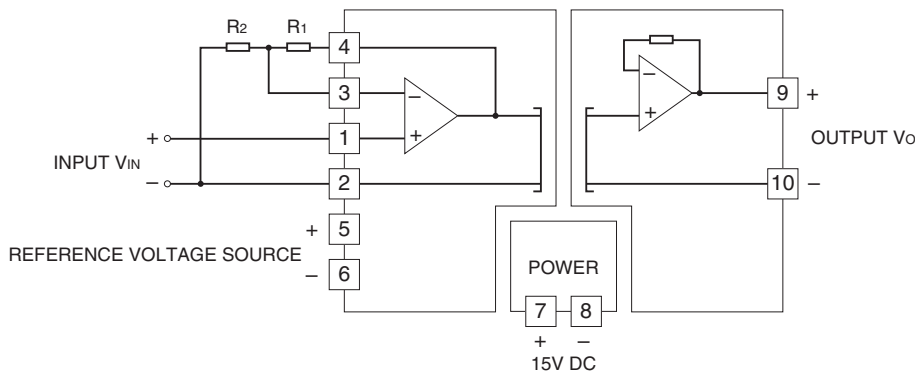 R2 R1
4
3
− +
9 +
1
−
+
+
INPUT VIN
OUTPUT VO
−
2
10 −
+ 5
REFERENCE VOLTAGE SOURCE
− 6
POWER
7 8
+ −
15V DC